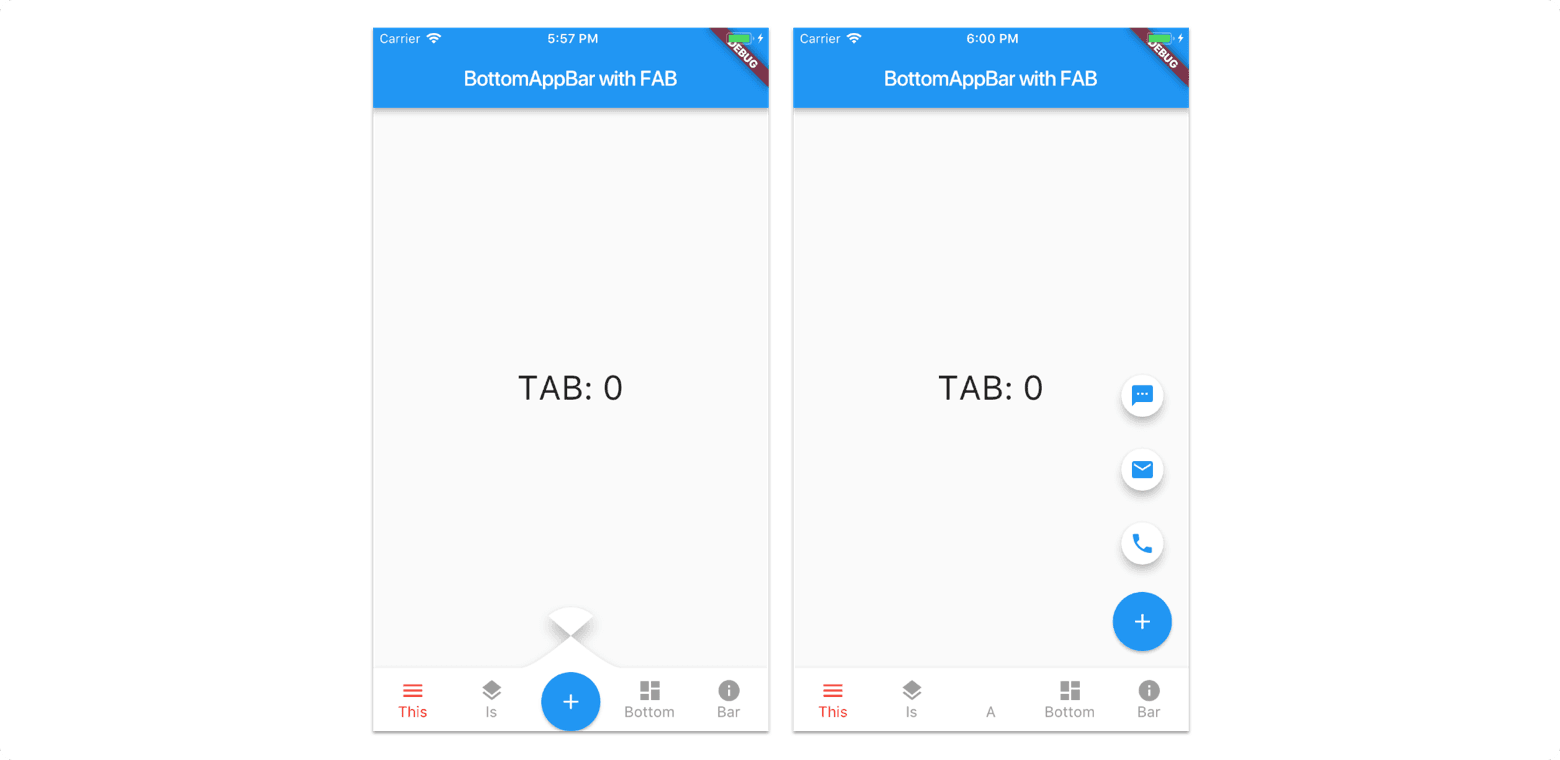 Carrier 5:57 PM
DEBUG
BottomAppBar with FAB
TAB: 0
This Is Bottom Bar
Carrier 6:00 PM
DEBUG
BottomAppBar with FAB
TAB: 0
This Is A Bottom Bar